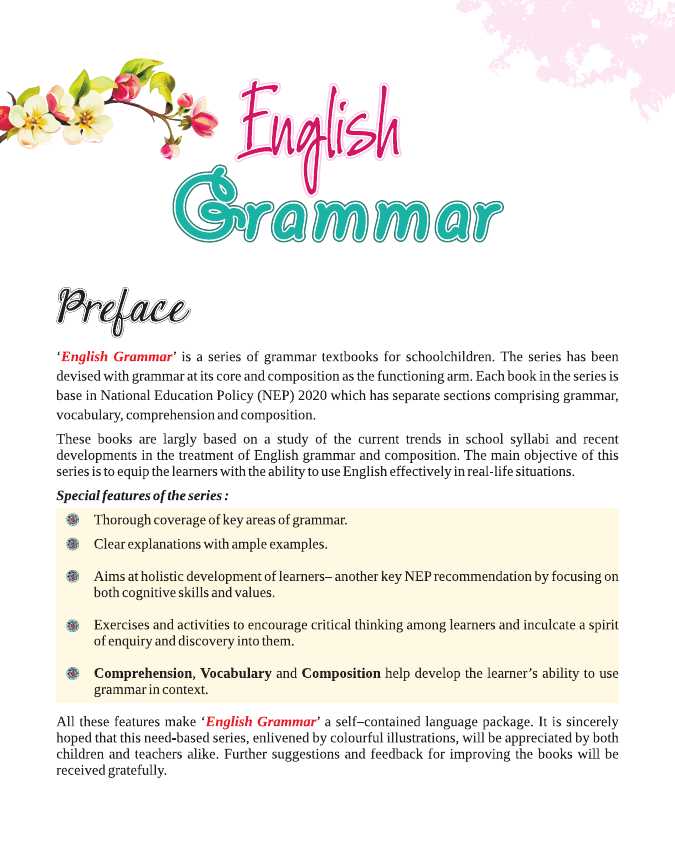 English
Grammar
Preface
‘English Grammar’ is a series of grammar textbooks for schoolchildren. The series has been
devised with grammar at its core and composition as the functioning arm. Each book in the series is
base in National Education Policy (NEP) 2020 which has separate sections comprising grammar,
vocabulary, comprehension and composition.
These books are largly based on a study of the current trends in school syllabi and recent
developments in the treatment of English grammar and composition. The main objective of this
series is to equip the learners with the ability to use English effectively in real-life situations.
Special features of the series :
Thorough coverage of key areas of grammar.
Clear explanations with ample examples.
Aims at holistic development of learners– another key NEP recommendation by focusing on
both cognitive skills and values.
Exercises and activities to encourage critical thinking among learners and inculcate a spirit
of enquiry and discovery into them.
Comprehension, Vocabulary and Composition help develop the learner’s ability to use
grammar in context.
All these features make ‘English Grammar’ a self–contained language package. It is sincerely
hoped that this need-based series, enlivened by colourful illustrations, will be appreciated by both
children and teachers alike. Further suggestions and feedback for improving the books will be
received gratefully.